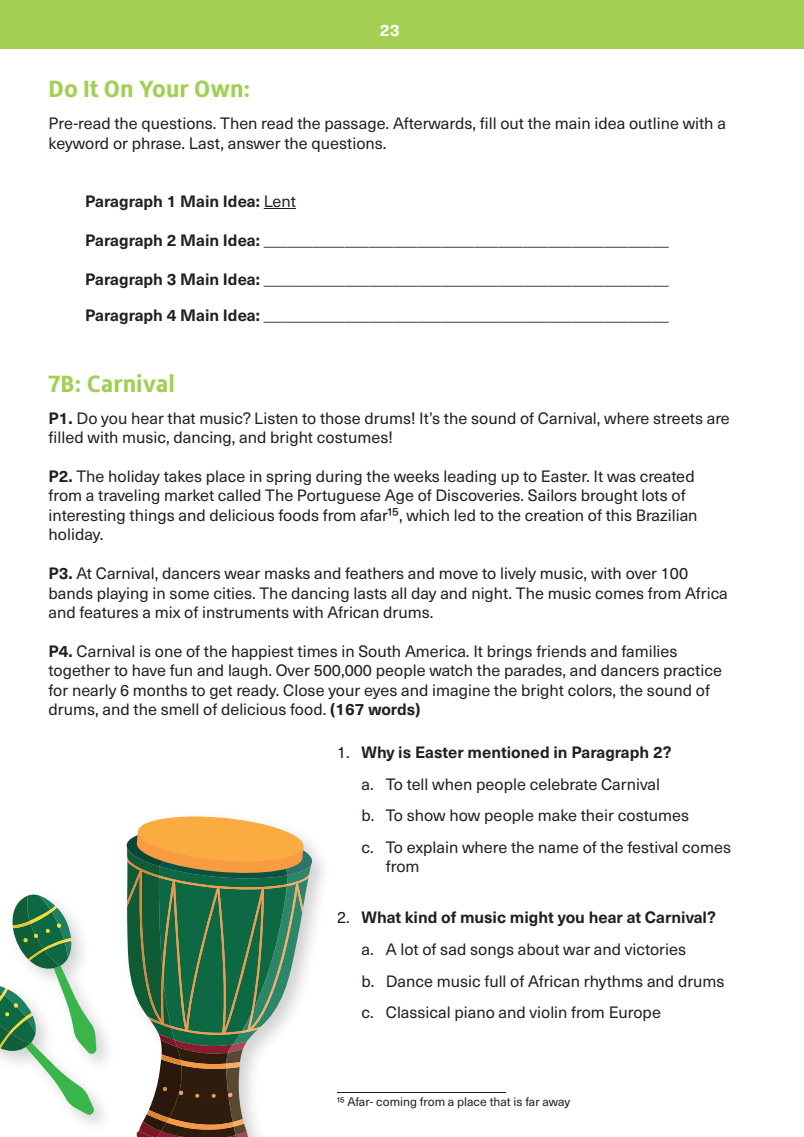 23
Do It On Your Own:
Pre-read the questions. Then read the passage. Afterwards, fill out the main idea outline with a
keyword or phrase. Last, answer the questions.
Paragraph 1 Main Idea: Lent
Paragraph 2 Main Idea: ______________________________________________
Paragraph 3 Main Idea: ______________________________________________
Paragraph 4 Main Idea: ______________________________________________
7B: Carnival
P1. Do you hear that music? Listen to those drums! It’s the sound of Carnival, where streets are
filled with music, dancing, and bright costumes!
P2. The holiday takes place in spring during the weeks leading up to Easter. It was created
from a traveling market called The Portuguese Age of Discoveries. Sailors brought lots of
interesting things and delicious foods from afar¹⁵, which led to the creation of this Brazilian
holiday.
P3. At Carnival, dancers wear masks and feathers and move to lively music, with over 100
bands playing in some cities. The dancing lasts all day and night. The music comes from Africa
and features a mix of instruments with African drums.
P4. Carnival is one of the happiest times in South America. It brings friends and families
together to have fun and laugh. Over 500,000 people watch the parades, and dancers practice
for nearly 6 months to get ready. Close your eyes and imagine the bright colors, the sound of
drums, and the smell of delicious food. (167 words)
1. Why is Easter mentioned in Paragraph 2?
a. To tell when people celebrate Carnival
b. To show how people make their costumes
c. To explain where the name of the festival comes
from
2. What kind of music might you hear at Carnival?
a. A lot of sad songs about war and victories
b. Dance music full of African rhythms and drums
c. Classical piano and violin from Europe
¹⁵ Afar- coming from a place that is far away